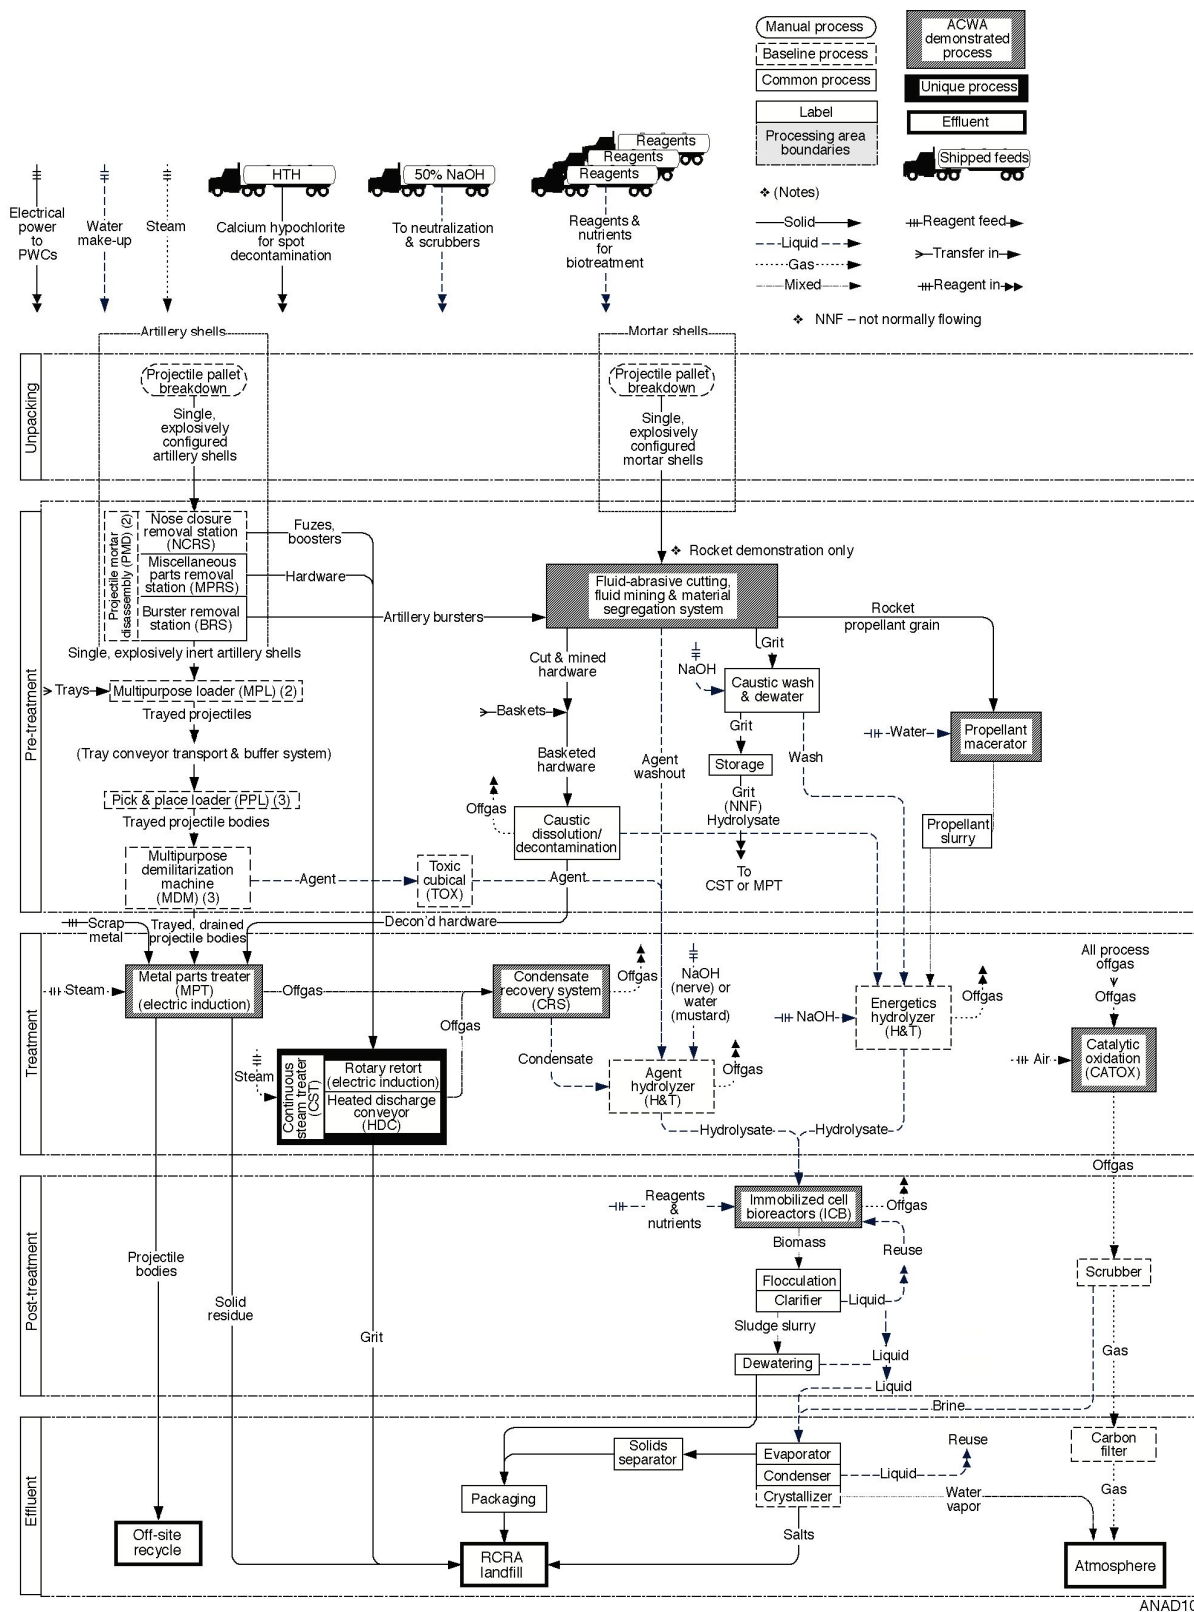 Manual process
Baseline process
Common process
Label
Processing area
boundaries
ACWA
demonstrated
process
Unique process
Effluent
Shipped feeds
❖ (Notes)
Solid
Liquid
Gas
Mixed
Reagent feed
Transfer in
Reagent in
❖ NNF – not normally flowing
HTH
50% NaOH
Reagents
Reagents
Reagents
Electrical
power
to
PWCs
Water
make-up
Steam
Calcium hypochlorite
for spot
decontamination
To neutralization
& scrubbers
Reagents &
nutrients
for
biotreatment
Artillery shells
Mortar shells
Unpacking
Projectile pallet
breakdown
Single,
explosively
configured
artillery shells
Projectile pallet
breakdown
Single,
explosively
configured
mortar shells
Pre-treatment
Projectile mortar
disassembly (PMD) (2)
Nose closure
removal station
(NCRS)
Miscellaneous
parts removal
station (MPRS)
Burster removal
station (BRS)
Fuzes,
boosters
Hardware
Artillery bursters
❖ Rocket demonstration only
Fluid-abrasive cutting,
fluid mining & material
segregation system
Rocket
propellant grain
Single, explosively inert artillery shells
Trays
Multipurpose loader (MPL) (2)
Trayed projectiles
(Tray conveyor transport & buffer system)
Pick & place loader (PPL) (3)
Trayed projectile bodies
Multipurpose
demilitarization
machine
(MDM) (3)
Agent
Toxic
cubical
(TOX)
Agent
Cut & mined
hardware
Baskets
Basketed
hardware
Offgas
Caustic
dissolution/
decontamination
Agent
washout
Grit
NaOH
Caustic wash
& dewater
Grit
Wash
Storage
Grit
(NNF)
Hydrolysate
To
CST or MPT
Water
Propellant
macerator
Propellant
slurry
Decon'd hardware
Treatment
Scrap
metal
Trayed, drained
projectile bodies
Steam
Metal parts treater
(MPT)
(electric induction)
Offgas
Condensate
recovery system
(CRS)
Offgas
Offgas
Condensate
NaOH
(nerve) or
water
(mustard)
Steam
Continuous
steam treater
(CST)
Rotary retort
(electric induction)
Heated discharge
conveyor
(HDC)
Agent
hydrolyzer
(H&T)
Offgas
NaOH
Energetics
hydrolyzer
(H&T)
Offgas
All process
offgas
Offgas
Air
Catalytic
oxidation
(CATOX)
Hydrolysate
Hydrolysate
Offgas
Post-treatment
Reagents
&
nutrients
Immobilized cell
bioreactors (ICB)
Offgas
Biomass
Reuse
Flocculation
Clarifier
Liquid
Sludge slurry
Dewatering
Liquid
Liquid
Projectile
bodies
Solid
residue
Grit
Scrubber
Gas
Brine
Effluent
Solids
separator
Evaporator
Condenser
Crystallizer
Reuse
Liquid
Water
vapor
Carbon
filter
Gas
Packaging
Salts
Off-site
recycle
RCRA
landfill
Atmosphere
ANAD10